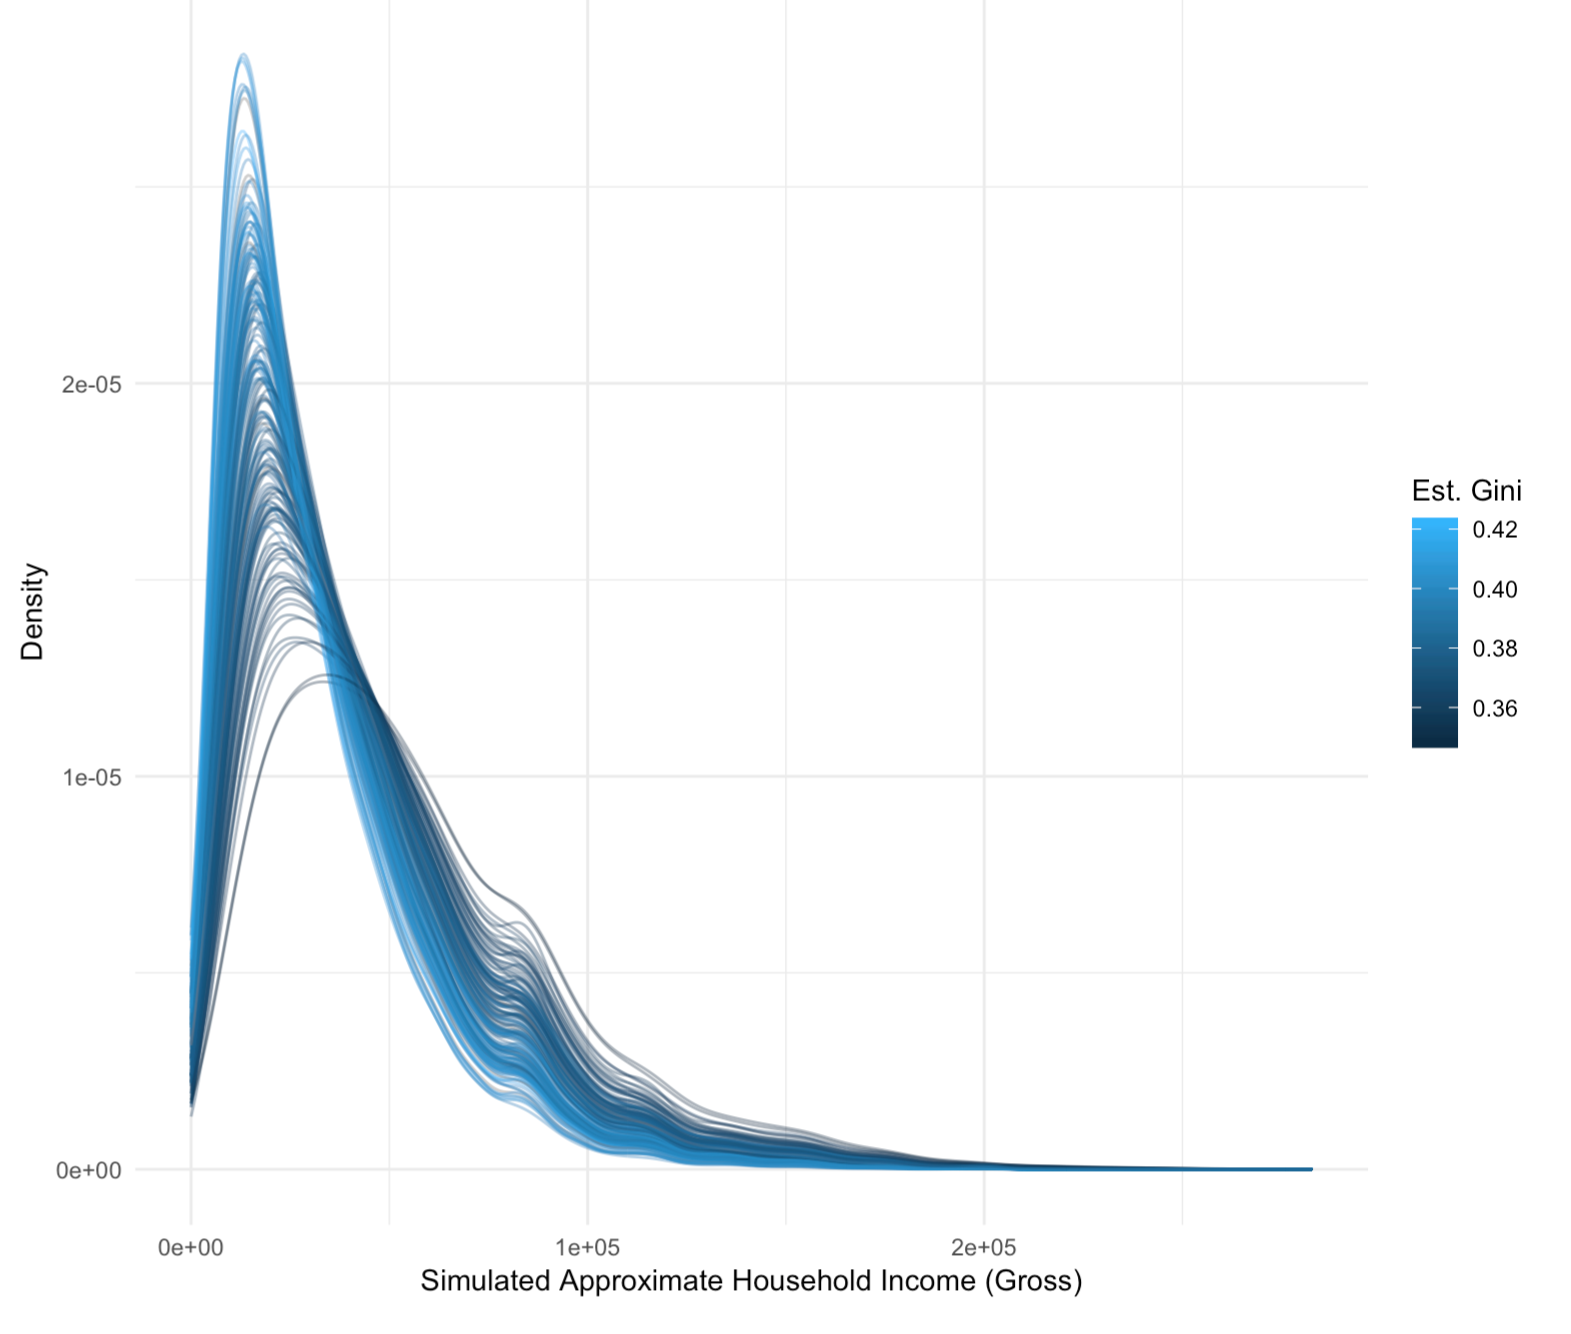 Density
2e-05
1e-05
0e+00
0e+00
1e+05
2e+05
Simulated Approximate Household Income (Gross)
Est. Gini
0.42
0.40
0.38
0.36